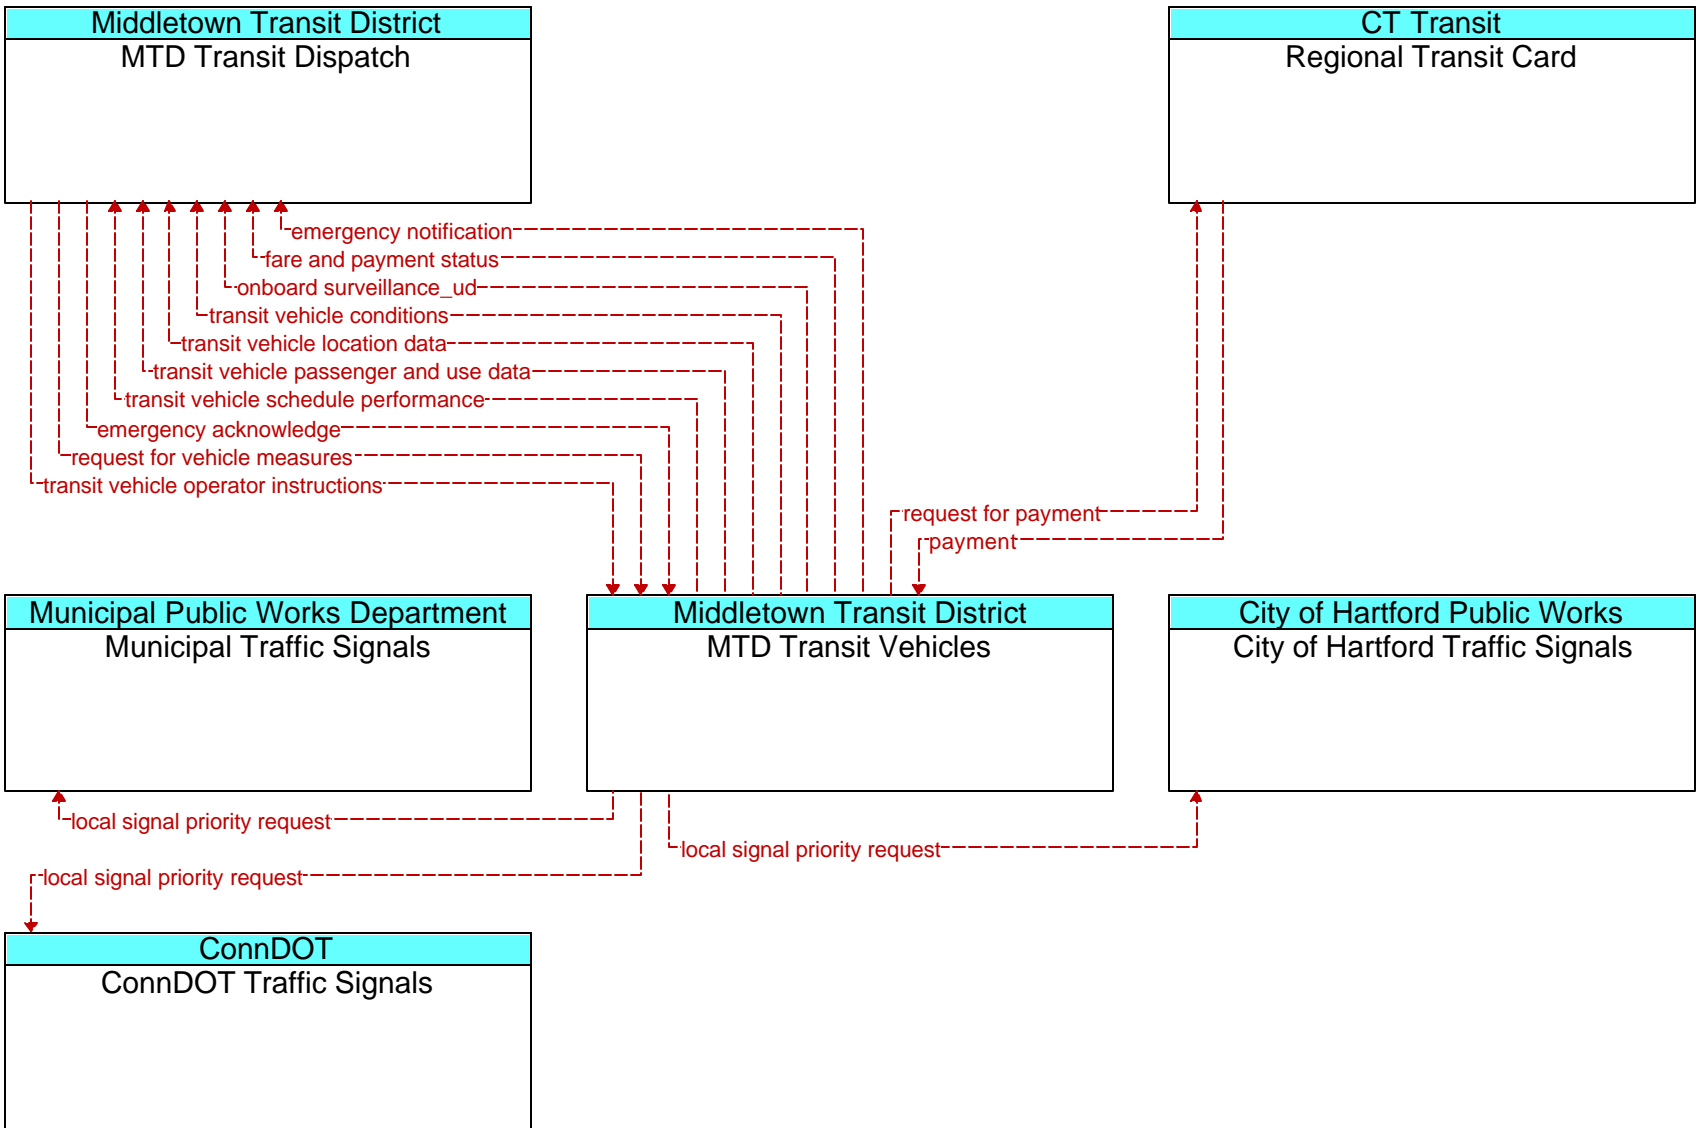 Middletown Transit District
MTD Transit Dispatch
CT Transit
Regional Transit Card
emergency notification
fare and payment status
onboard surveillance_ud
transit vehicle conditions
transit vehicle location data
transit vehicle passenger and use data
transit vehicle schedule performance
emergency acknowledge
request for vehicle measures
transit vehicle operator instructions
request for payment
payment
Municipal Public Works Department
Municipal Traffic Signals
Middletown Transit District
MTD Transit Vehicles
City of Hartford Public Works
City of Hartford Traffic Signals
local signal priority request
local signal priority request
local signal priority request
ConnDOT
ConnDOT Traffic Signals